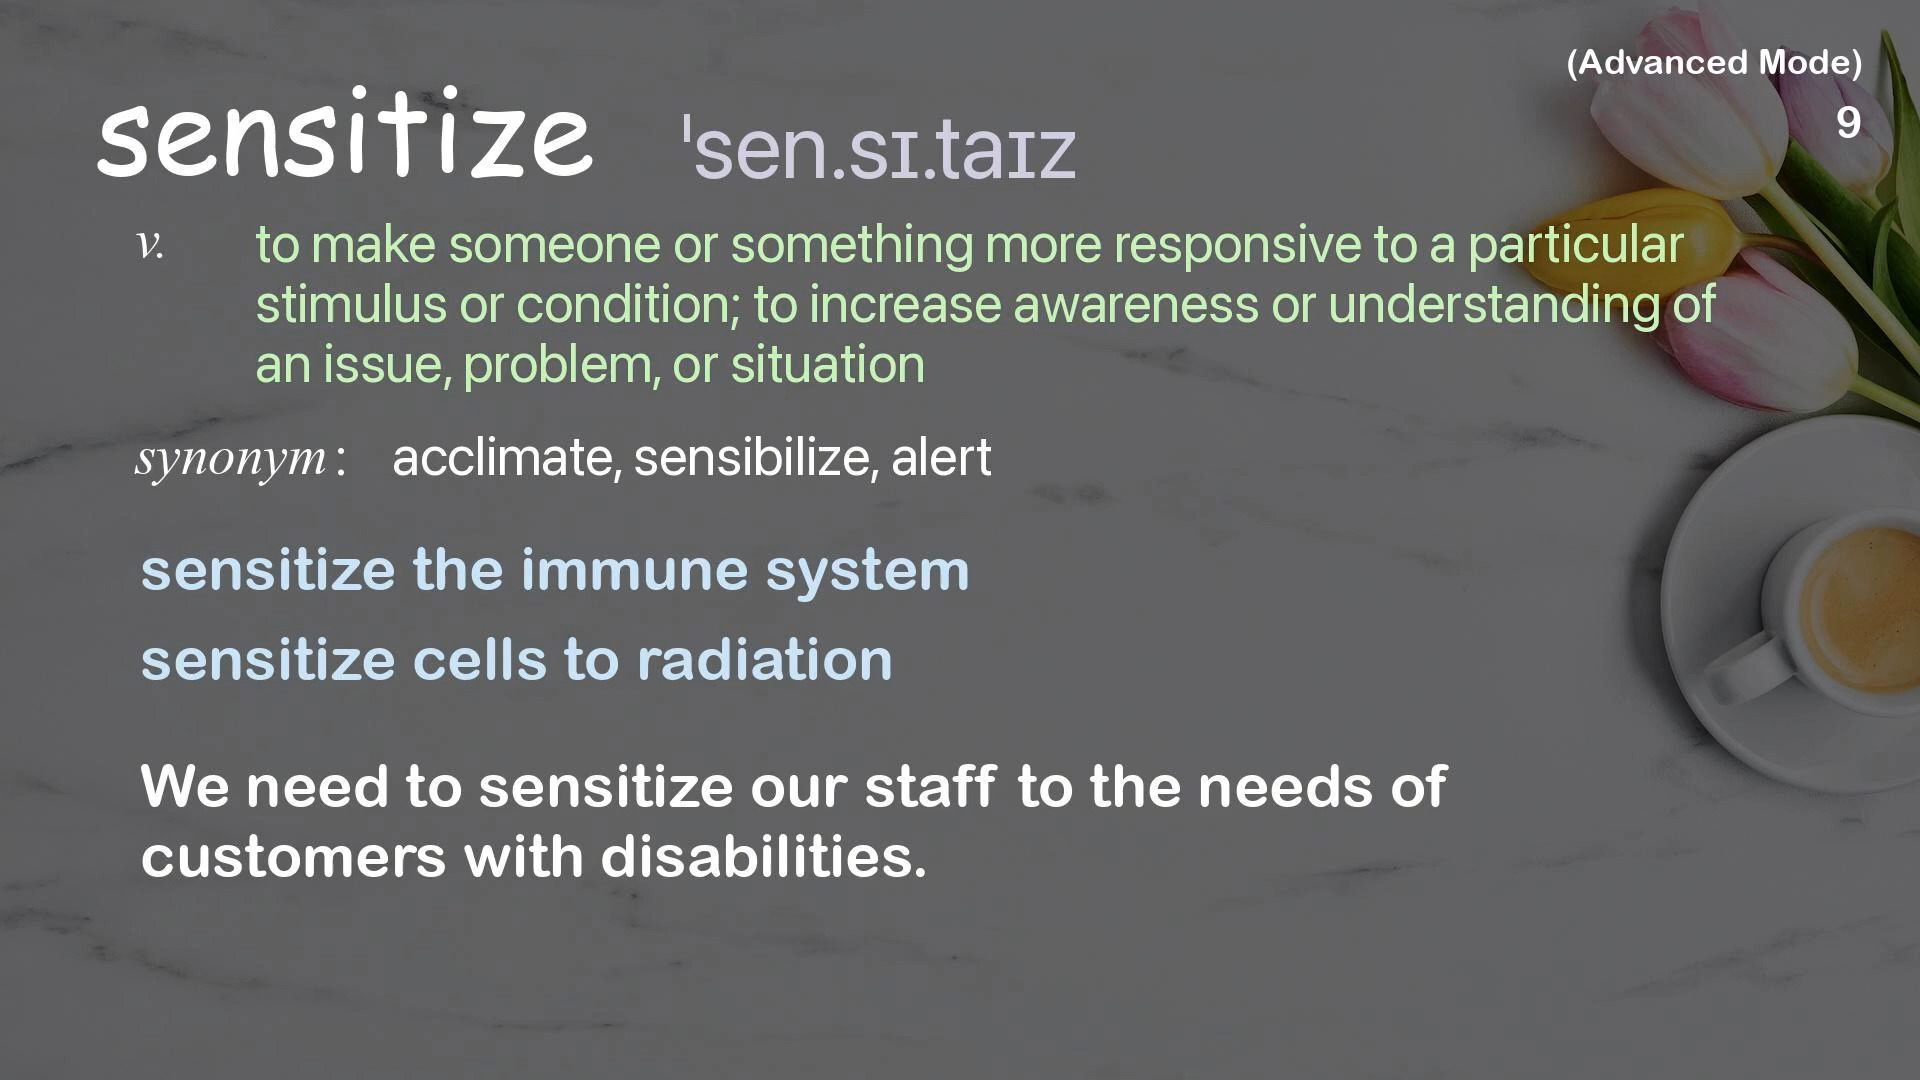 (Advanced Mode)
9
sensitize ˈsen.sɪ.taɪz
v. to make someone or something more responsive to a particular
stimulus or condition; to increase awareness or understanding of
an issue, problem, or situation
synonym : acclimate, sensibilize, alert
sensitize the immune system
sensitize cells to radiation
We need to sensitize our staff to the needs of
customers with disabilities.